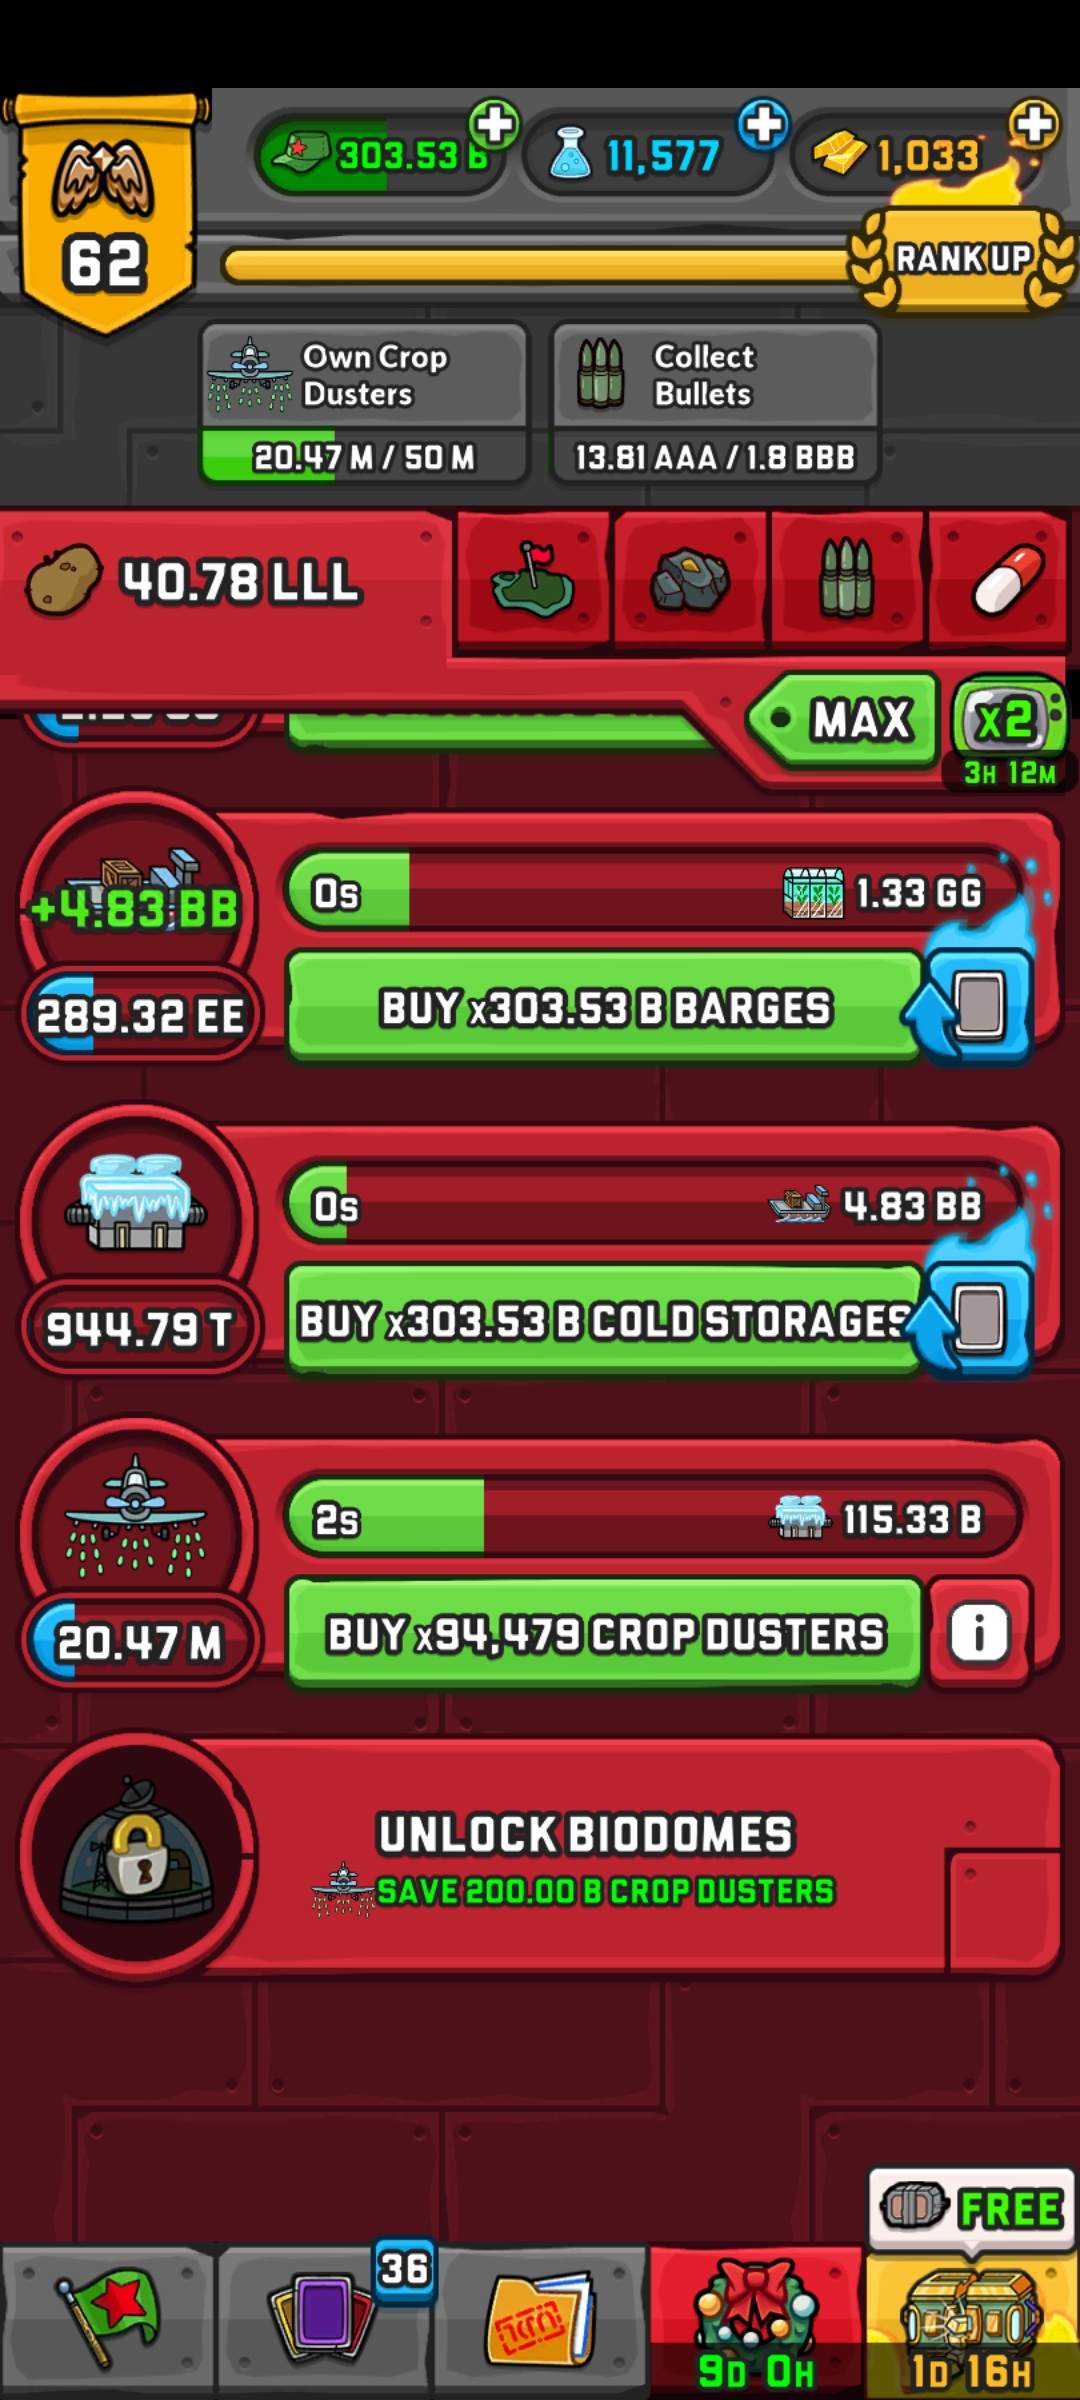 303.53 B
11,577
1,033
62
RANK UP
Own Crop
Dusters
20.47 M / 50 M
Collect
Bullets
13.81 AAA / 1.8 BBB
40.78 LLL
MAX
x2
3H 12M
+4.83 BB
0s
1.33 GG
289.32 EE
BUY x303.53 B BARGES
0s
4.83 BB
944.79 T
BUY x303.53 B COLD STORAGES
2s
115.33 B
20.47 M
BUY x94,479 CROP DUSTERS
i
UNLOCK BIODOMES
SAVE 200.00 B CROP DUSTERS
FREE
36
9D 0H
1D 16H